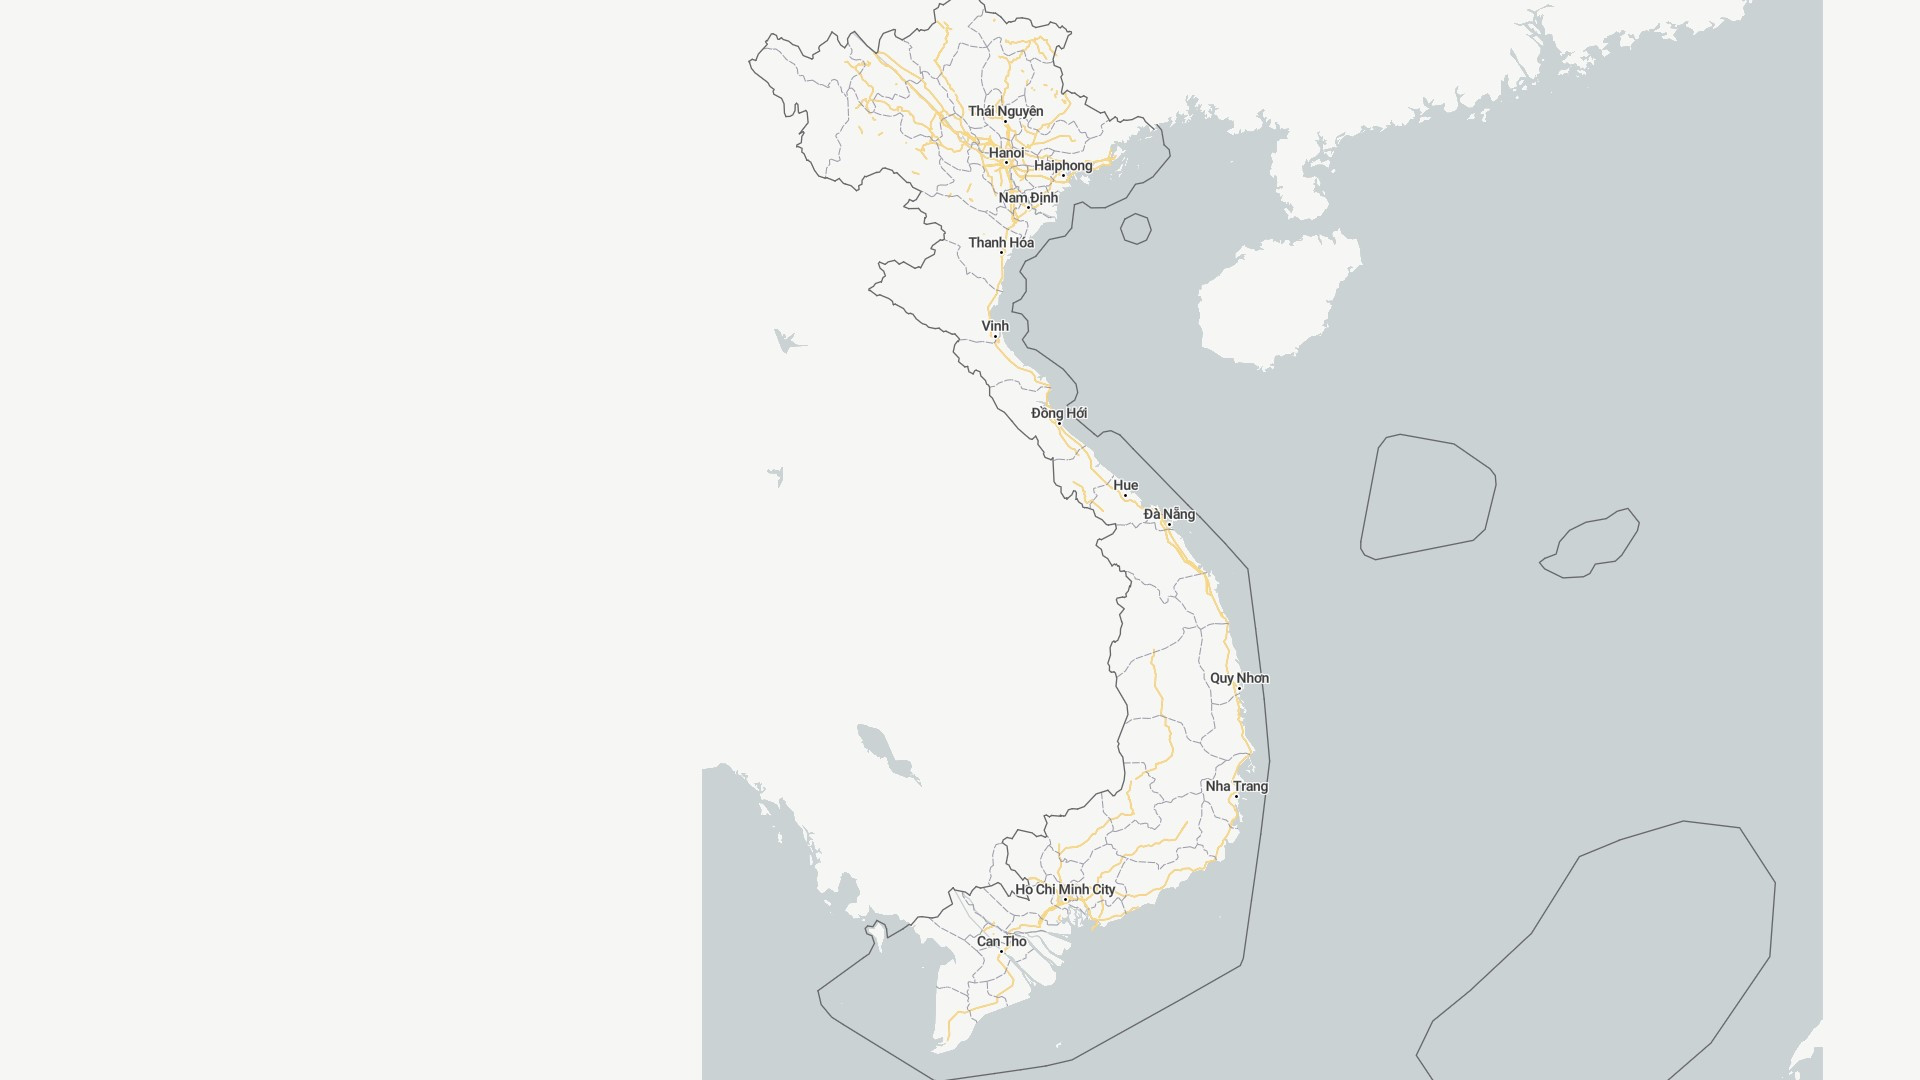 Thái Nguyên
Hanoi
Haiphong
Nam Định
Thanh Hóa
Vinh
Đồng Hới
Hue
Đà Nẵng
Quy Nhơn
Nha Trang
Ho Chi Minh City
Can Tho